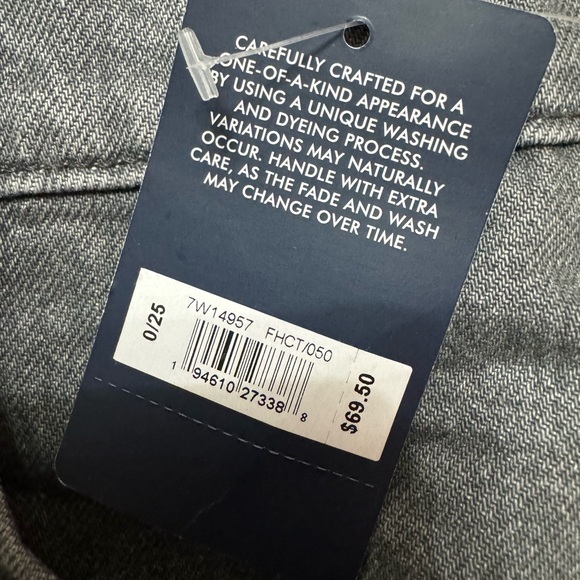 CAREFULLY CRAFTED FOR A
ONE-OF-A-KIND APPEARANCE
BY USING A UNIQUE WASHING
AND DYEING PROCESS.
VARIATIONS MAY NATURALLY
OCCUR. HANDLE WITH EXTRA
CARE, AS THE FADE AND WASH
MAY CHANGE OVER TIME.
0/25
7W14957 FHCT/050
1 94610 27338 8
$69.50